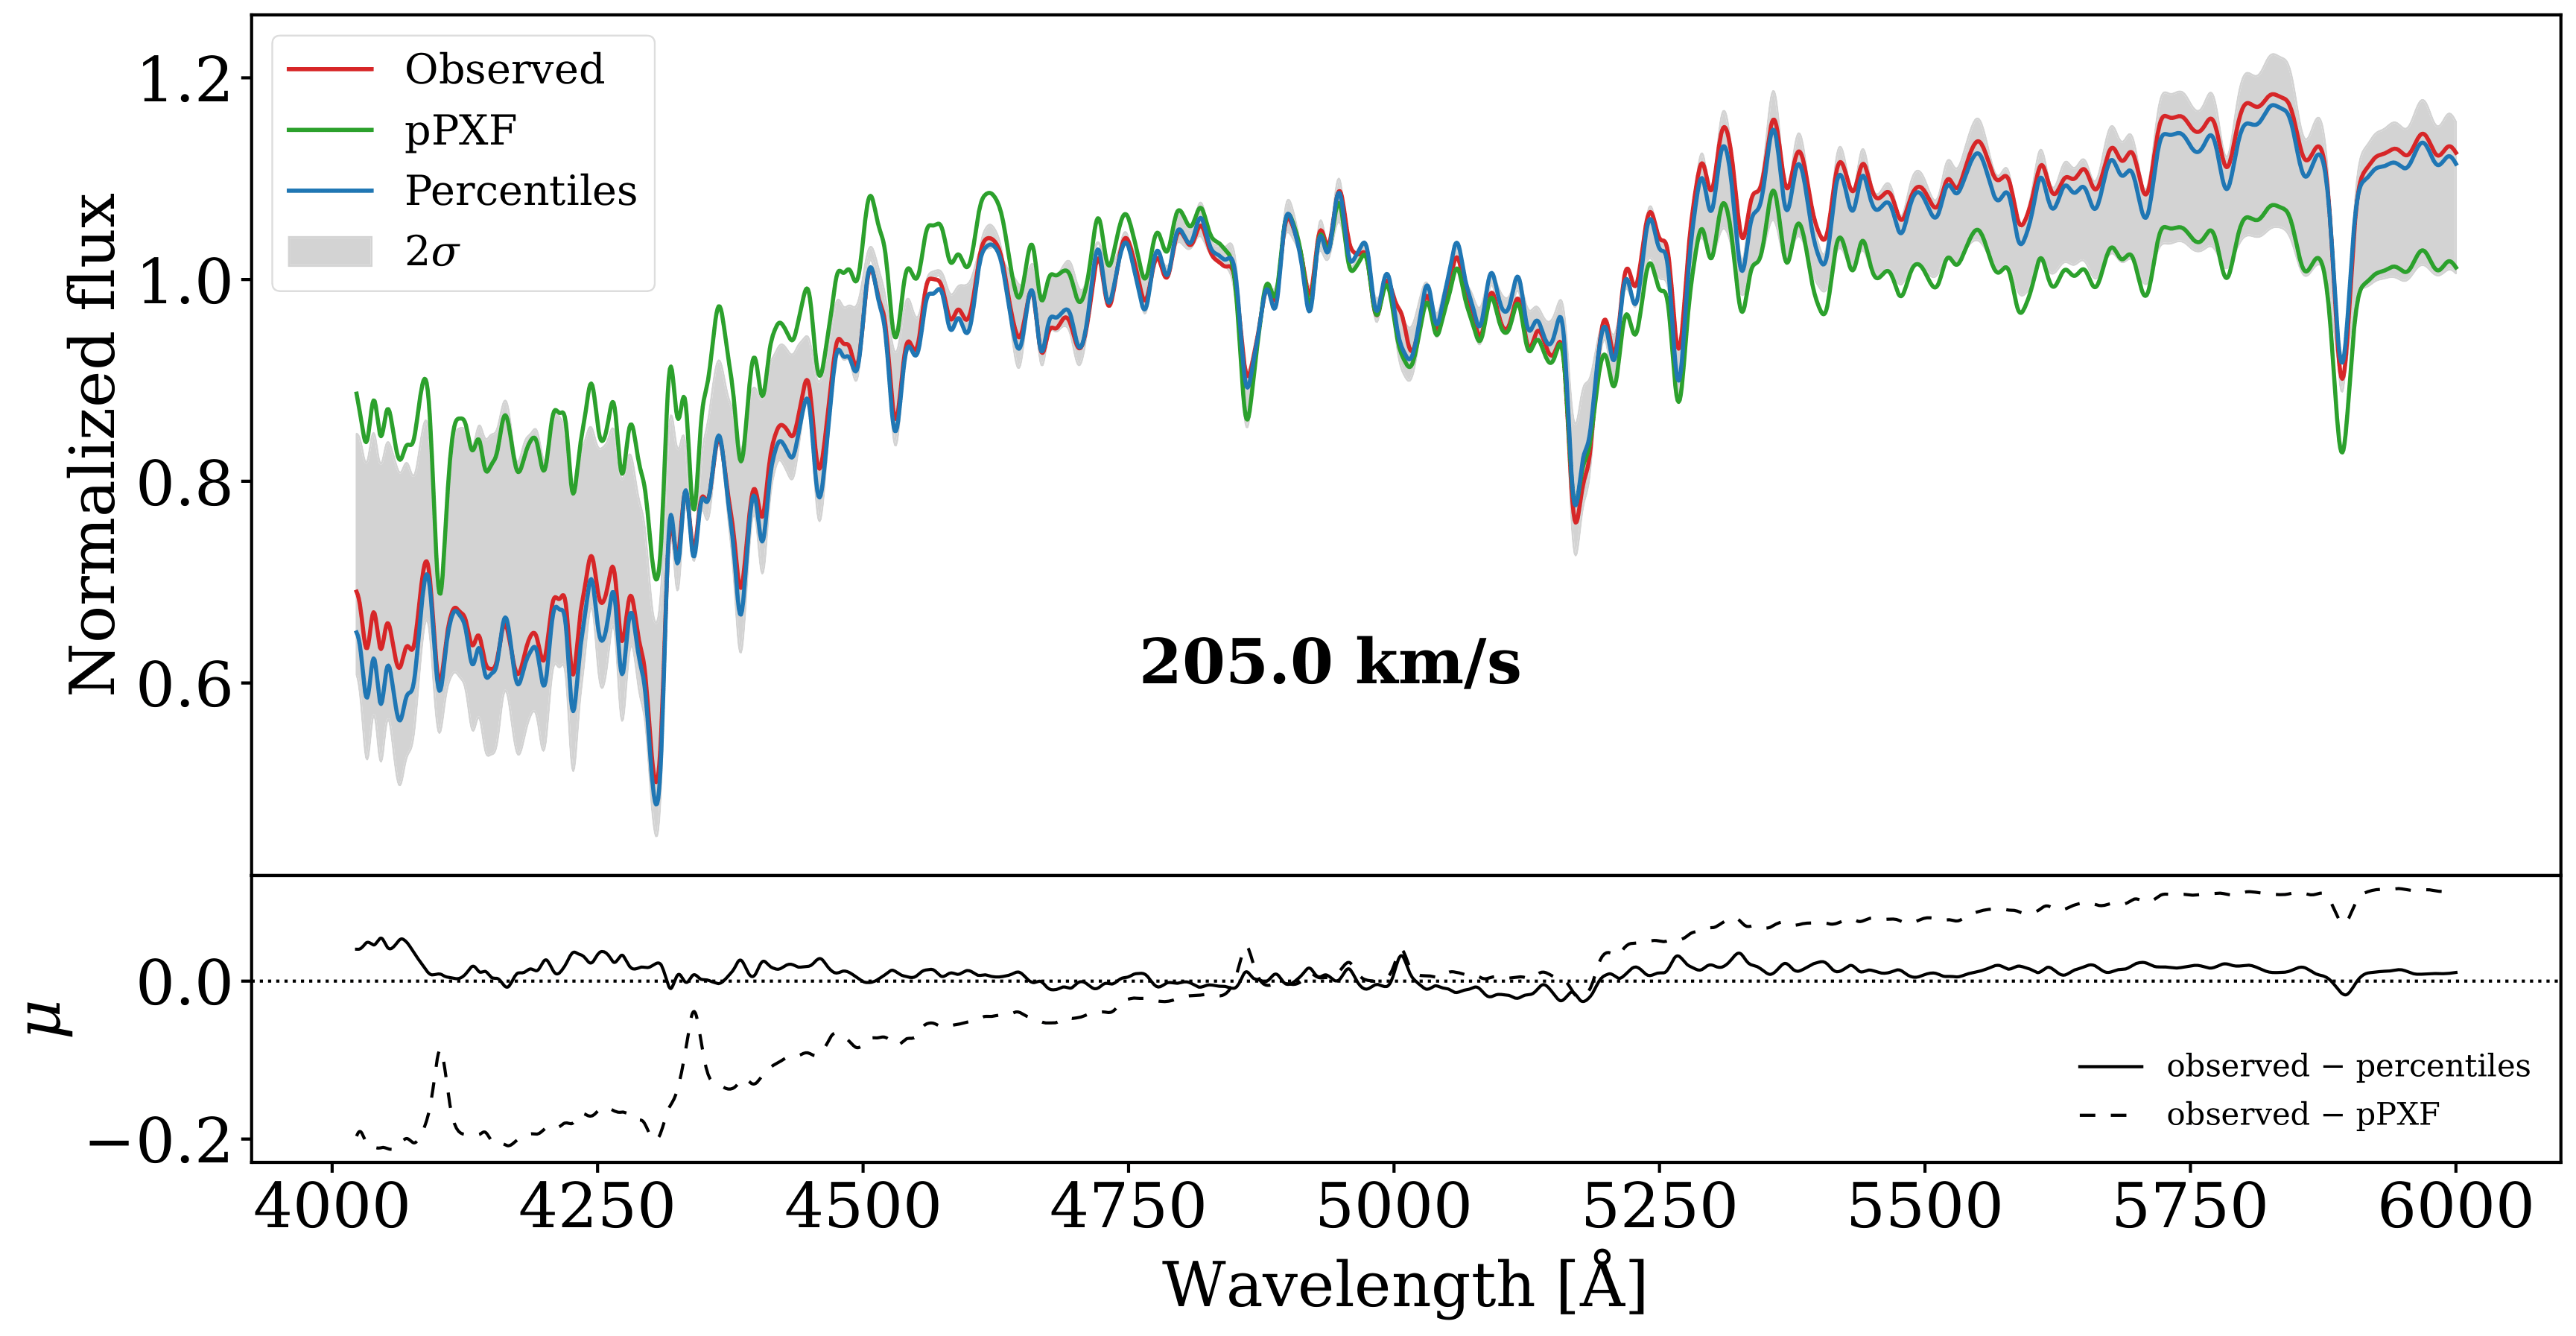 Observed
pPXF
Percentiles
2σ
1.2
1.0
0.8
0.6
Normalized flux
205.0 km/s
0.0
−0.2
μ
observed − percentiles
observed − pPXF
4000 4250 4500 4750 5000 5250 5500 5750 6000
Wavelength [Å]